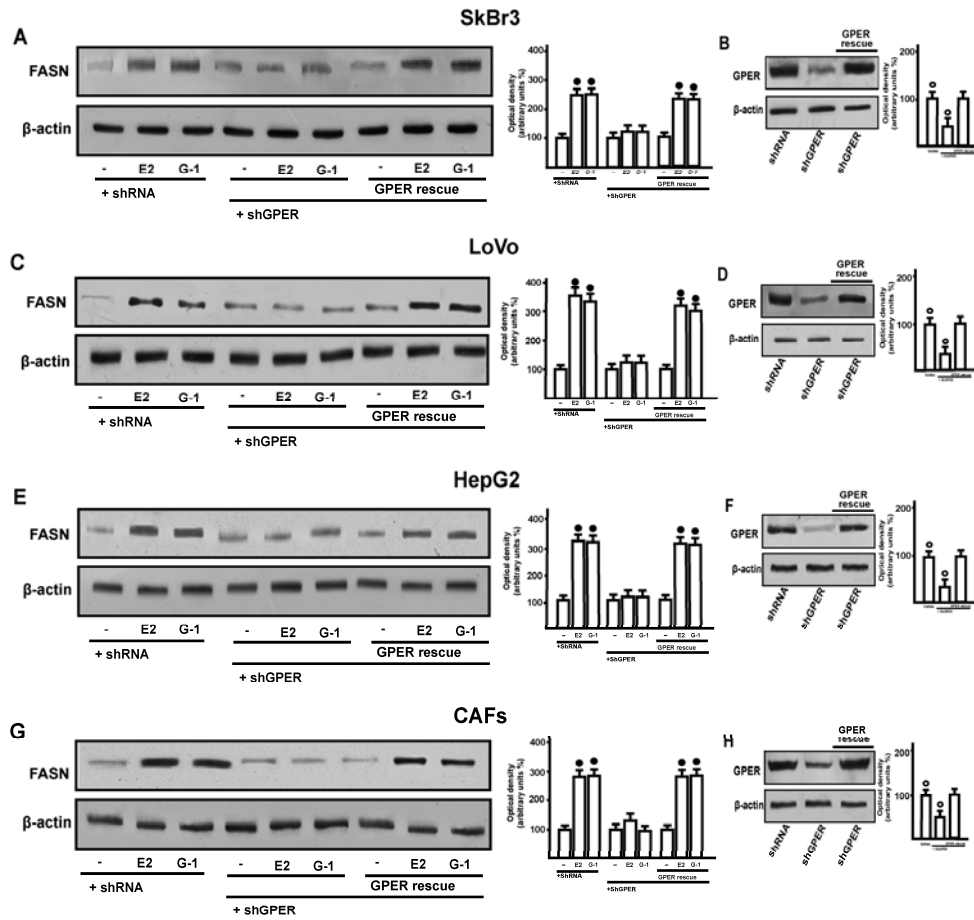 SkBr3
A
FASN
β-actin
- E2 G-1 - E2 G-1 - E2 G-1
+ shRNA
GPER rescue
+ shGPER
Optical density
(arbitrary units %)
400
300
200
100
- E2 G-1 - E2 G-1 - E2 G-1
+ShRNA
GPER rescue
+ShGPER
B
GPER
rescue
GPER
β-actin
shRNA
shGPER
shGPER
Optical density
(arbitrary units %)
200
100
LoVo
C
FASN
β-actin
- E2 G-1 - E2 G-1 - E2 G-1
+ shRNA
GPER rescue
+ shGPER
Optical density
(arbitrary units %)
400
300
200
100
- E2 G-1 - E2 G-1 - E2 G-1
+ShRNA
GPER rescue
+ShGPER
D
GPER
rescue
GPER
β-actin
shRNA
shGPER
shGPER
Optical density
(arbitrary units %)
200
100
HepG2
E
FASN
β-actin
- E2 G-1 - E2 G-1 - E2 G-1
+ shRNA
GPER rescue
+ shGPER
Optical density
(arbitrary units %)
400
300
200
100
- E2 G-1 - E2 G-1 - E2 G-1
+ShRNA
GPER rescue
+ShGPER
F
GPER
rescue
GPER
β-actin
shRNA
shGPER
shGPER
Optical density
(arbitrary units %)
200
100
CAFs
G
FASN
β-actin
- E2 G-1 - E2 G-1 - E2 G-1
+ shRNA
GPER rescue
+ shGPER
Optical density
(arbitrary units %)
400
300
200
100
- E2 G-1 - E2 G-1 - E2 G-1
+ShRNA
GPER rescue
+ShGPER
H
GPER
rescue
GPER
β-actin
shRNA
shGPER
shGPER
Optical density
(arbitrary units %)
200
100